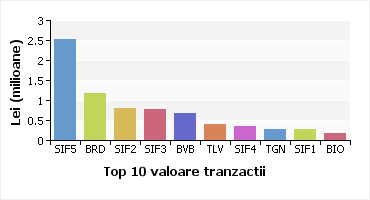 Lei (milioane)
3
2.5
2
1.5
1
0.5
0
SIF5 BRD SIF2 SIF3 BVB TLV SIF4 TGN SIF1 BIO
Top 10 valoare tranzactii